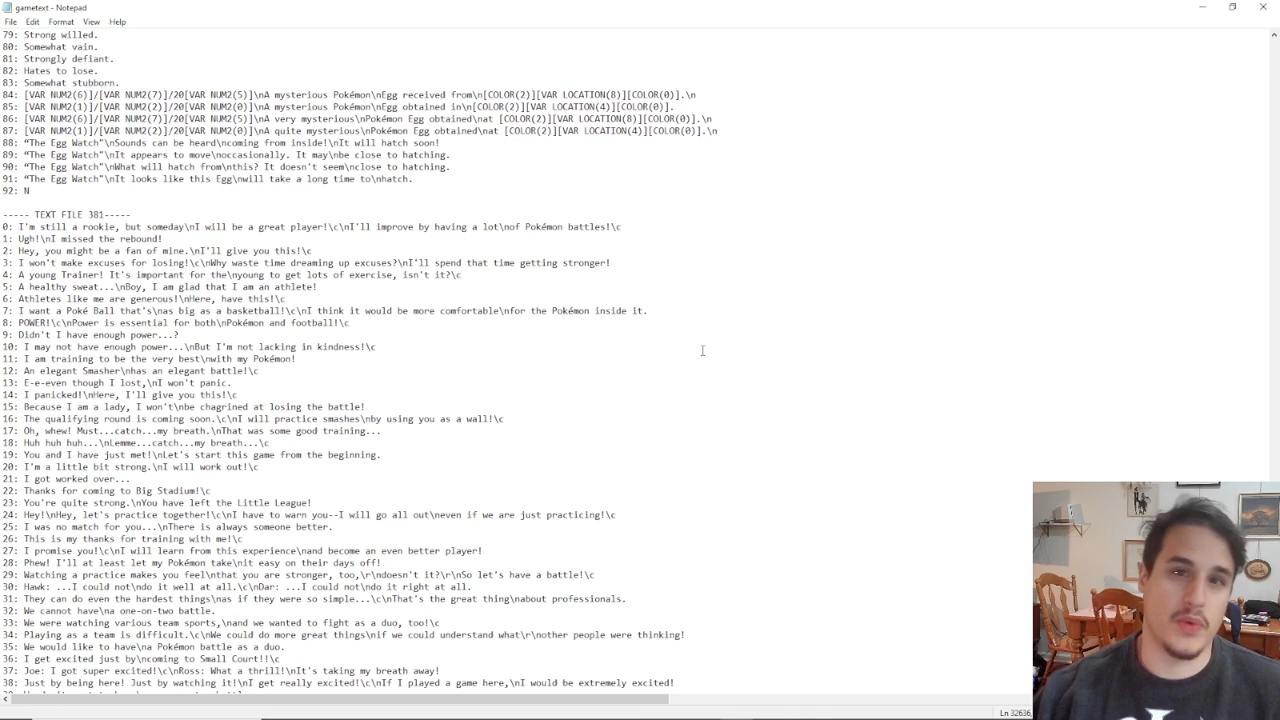 gametext - Notepad
File Edit Format View Help
79: Strong willed.
80: Somewhat vain.
81: Strongly defiant.
82: Hates to lose.
83: Somewhat stubborn.
84: [VAR NUM2(6)]/[VAR NUM2(7)]/20[VAR NUM2(5)]\nA mysterious Pokémon\nEgg received from\n[COLOR(2)][VAR LOCATION(8)][COLOR(0)].\n
85: [VAR NUM2(1)]/[VAR NUM2(2)]/20[VAR NUM2(0)]\nA mysterious Pokémon\nEgg obtained in\n[COLOR(2)][VAR LOCATION(4)][COLOR(0)].
86: [VAR NUM2(6)]/[VAR NUM2(7)]/20[VAR NUM2(5)]\nA very mysterious\nPokémon Egg obtained\nat [COLOR(2)][VAR LOCATION(8)][COLOR(0)].\n
87: [VAR NUM2(1)]/[VAR NUM2(2)]/20[VAR NUM2(0)]\nA quite mysterious\nPokémon Egg obtained\nat [COLOR(2)][VAR LOCATION(4)][COLOR(0)].\n
88: “The Egg Watch”\nSounds can be heard\ncoming from inside!\nIt will hatch soon!
89: “The Egg Watch”\nIt appears to move\noccasionally. It may\nbe close to hatching.
90: “The Egg Watch”\nWhat will hatch from\nthis? It doesn't seem\nclose to hatching.
91: “The Egg Watch”\nIt looks like this Egg\nwill take a long time to\nhatch.
92: N
----- TEXT FILE 381-----
0: I'm still a rookie, but someday\nI will be a great player!\c\nI'll improve by having a lot\nof Pokémon battles!\c
1: Ugh!\nI missed the rebound!
2: Hey, you might be a fan of mine.\nI'll give you this!\c
3: I won't make excuses for losing!\c\nWhy waste time dreaming up excuses?\nI'll spend that time getting stronger!
4: A young Trainer! It's important for the\nyoung to get lots of exercise, isn't it?\c
5: A healthy sweat...\nBoy, I am glad that I am an athlete!
6: Athletes like me are generous!\nHere, have this!\c
7: I want a Poké Ball that's\nas big as a basketball!\c\nI think it would be more comfortable\nfor the Pokémon inside it.
8: POWER!\c\nPower is essential for both\nPokémon and football!\c
9: Didn't I have enough power...?
10: I may not have enough power...\nBut I'm not lacking in kindness!\c
11: I am training to be the very best\nwith my Pokémon!
12: An elegant Smasher\nhas an elegant battle!\c
13: E-e-even though I lost,\nI won't panic.
14: I panicked!\nHere, I'll give you this!\c
15: Because I am a lady, I won't\nbe chagrined at losing the battle!
16: The qualifying round is coming soon.\c\nI will practice smashes\nby using you as a wall!\c
17: Oh, whew! Must...catch...my breath.\nThat was some good training...
18: Huh huh huh...\nLemme...catch...my breath...\c
19: You and I have just met!\nLet's start this game from the beginning.
20: I'm a little bit strong.\nI will work out!\c
21: I got worked over...
22: Thanks for coming to Big Stadium!\c
23: You're quite strong.\nYou have left the Little League!
24: Hey!\nHey, let's practice together!\c\nI have to warn you--I will go all out\neven if we are just practicing!\c
25: I was no match for you...\nThere is always someone better.
26: This is my thanks for training with me!\c
27: I promise you!\c\nI will learn from this experience\nand become an even better player!
28: Phew! I'll at least let my Pokémon take\nit easy on their days off!
29: Watching a practice makes you feel\nthat you are stronger, too,\r\ndoesn't it?\r\nSo let's have a battle!\c
30: Hawk: ...I could not\ndo it well at all.\c\nDar: ...I could not\ndo it right at all.
31: They can do even the hardest things\nas if they were so simple...\c\nThat's the great thing\nabout professionals.
32: We cannot have\na one-on-two battle.
33: We were watching various team sports,\nand we wanted to fight as a duo, too!\c
34: Playing as a team is difficult.\c\nWe could do more great things\nif we could understand what\r\nother people were thinking!
35: We would like to have\na Pokémon battle as a duo.
36: I get excited just by\ncoming to Small Court!!\c
37: Joe: I got super excited!\c\nRoss: What a thrill!\nIt's taking my breath away!
38: Just by being here! Just by watching it!\nI get really excited!\c\nIf I played a game here,\nI would be extremely excited!
Ln 32636,